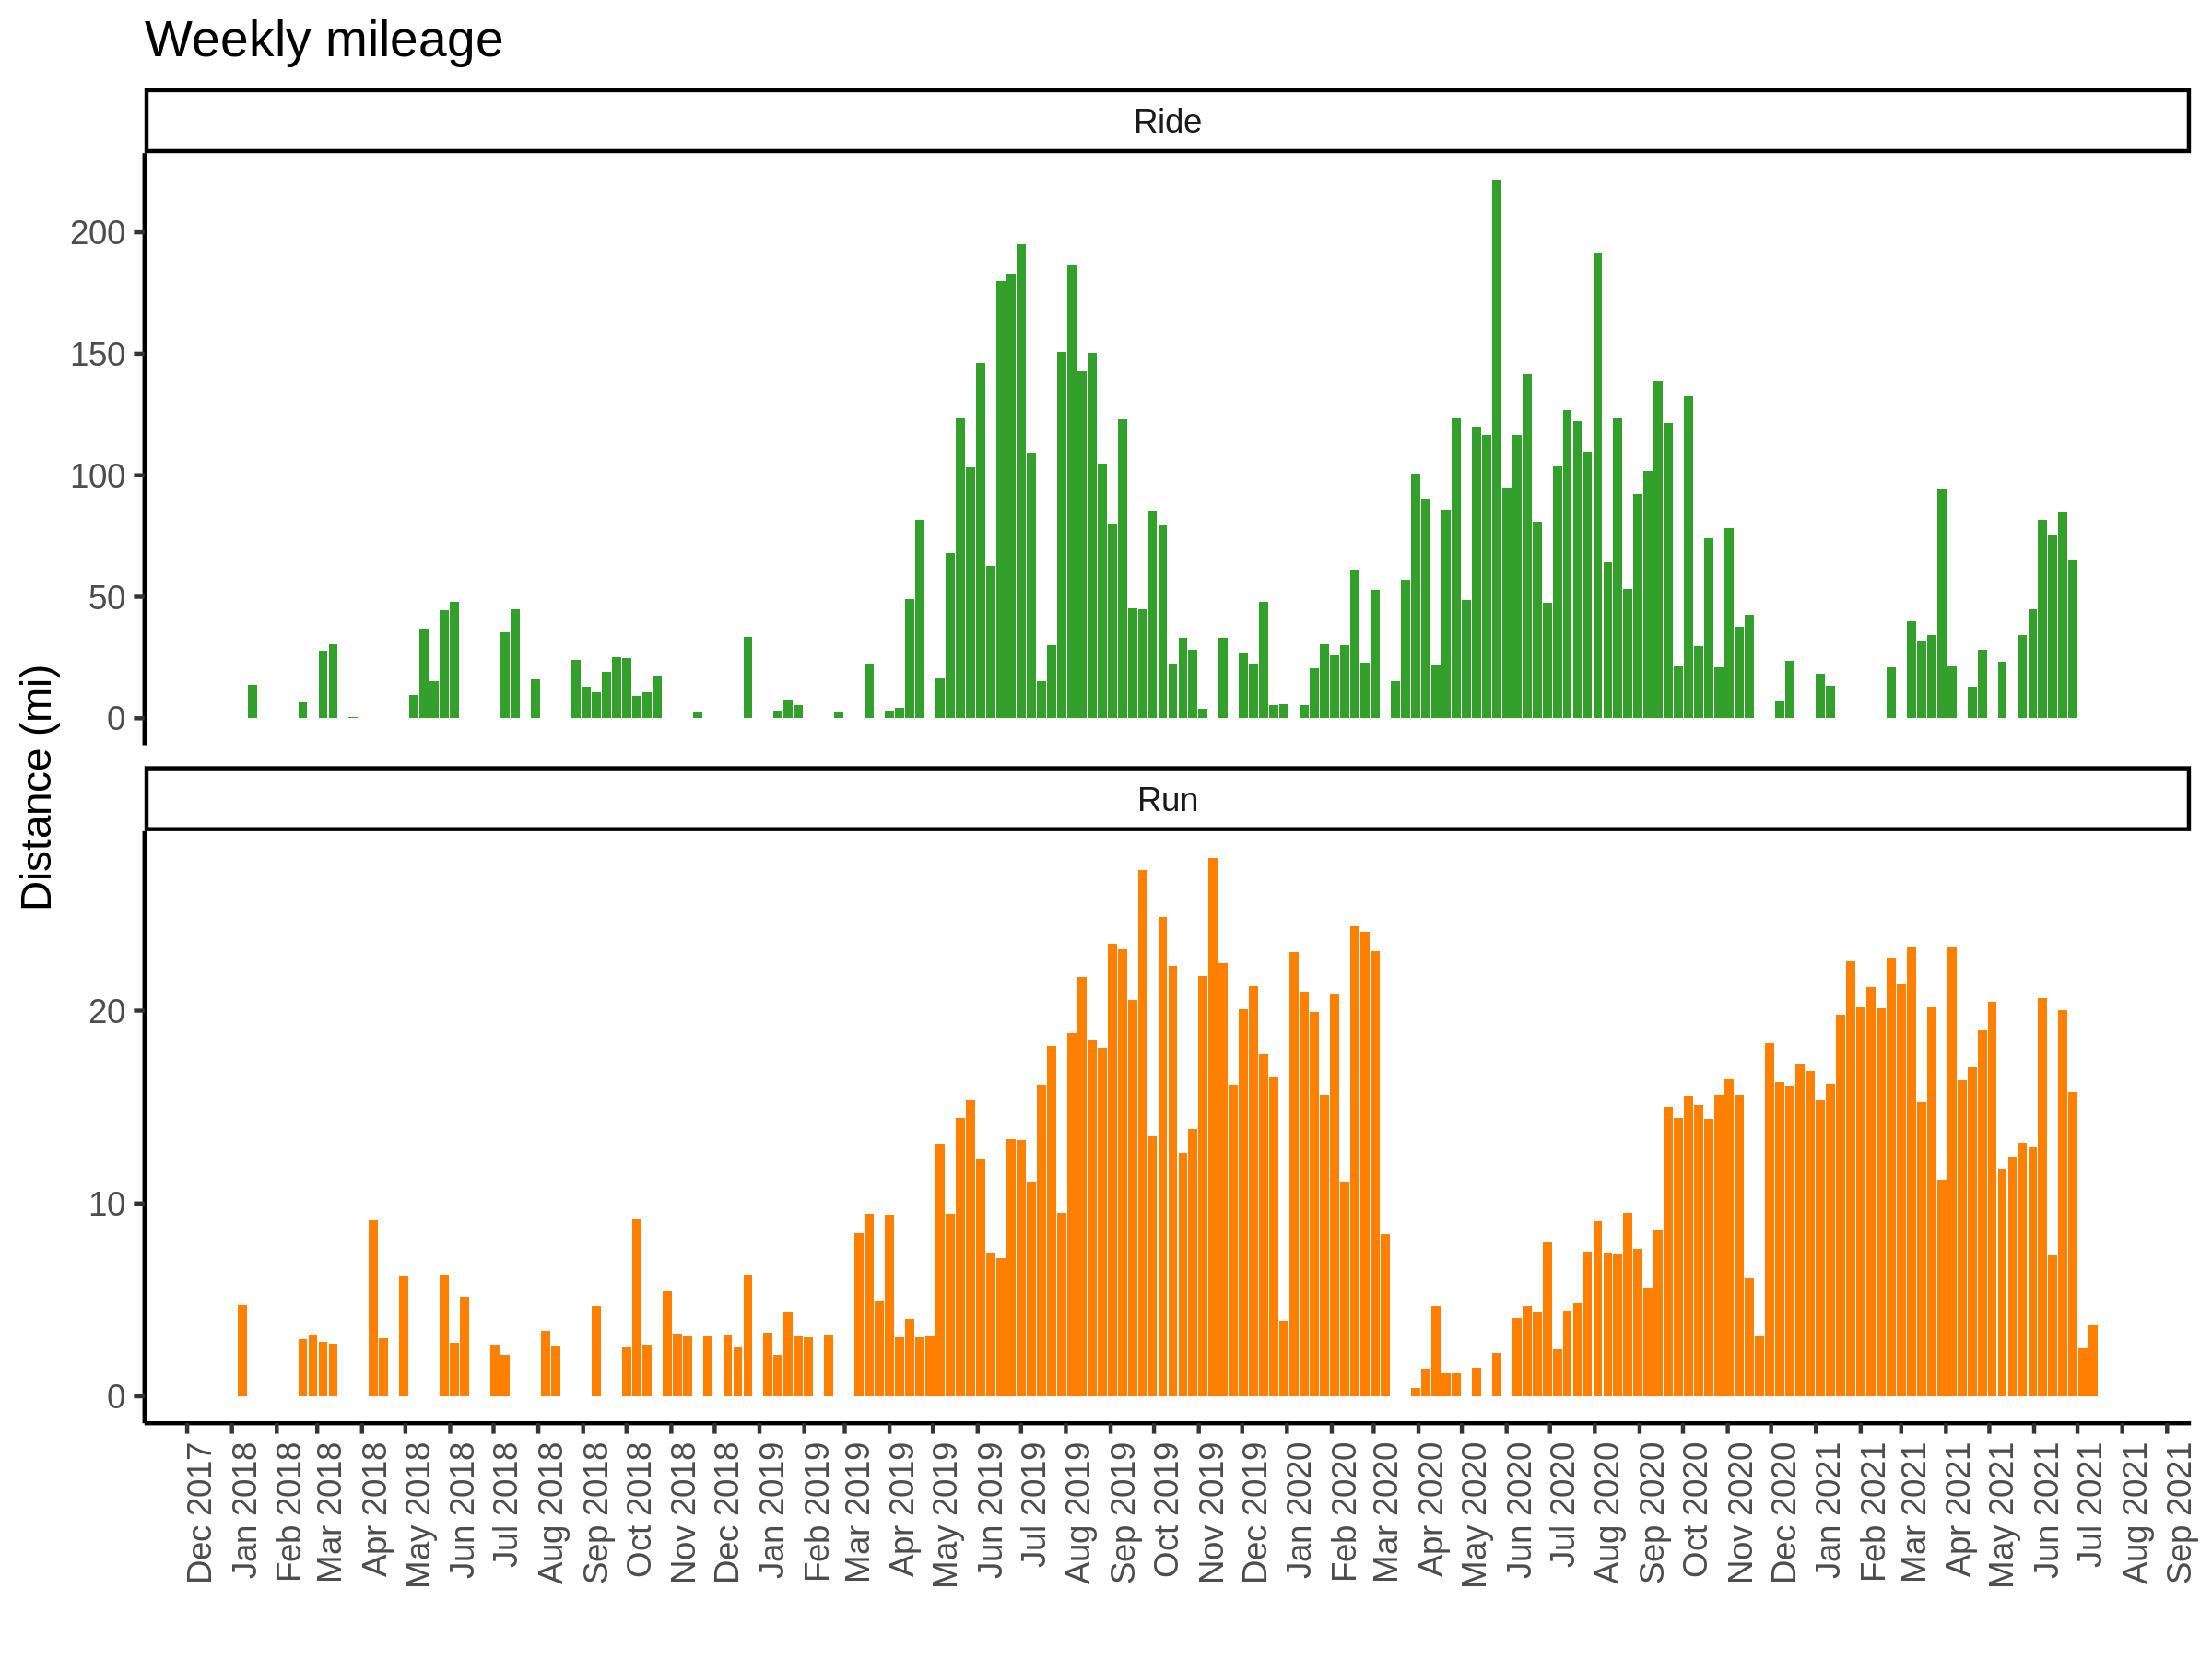 Weekly mileage
Ride
200
150
100
50
0
Distance (mi)
Run
20
10
0
Dec 2017
Jan 2018
Feb 2018
Mar 2018
Apr 2018
May 2018
Jun 2018
Jul 2018
Aug 2018
Sep 2018
Oct 2018
Nov 2018
Dec 2018
Jan 2019
Feb 2019
Mar 2019
Apr 2019
May 2019
Jun 2019
Jul 2019
Aug 2019
Sep 2019
Oct 2019
Nov 2019
Dec 2019
Jan 2020
Feb 2020
Mar 2020
Apr 2020
May 2020
Jun 2020
Jul 2020
Aug 2020
Sep 2020
Oct 2020
Nov 2020
Dec 2020
Jan 2021
Feb 2021
Mar 2021
Apr 2021
May 2021
Jun 2021
Jul 2021
Aug 2021
Sep 2021